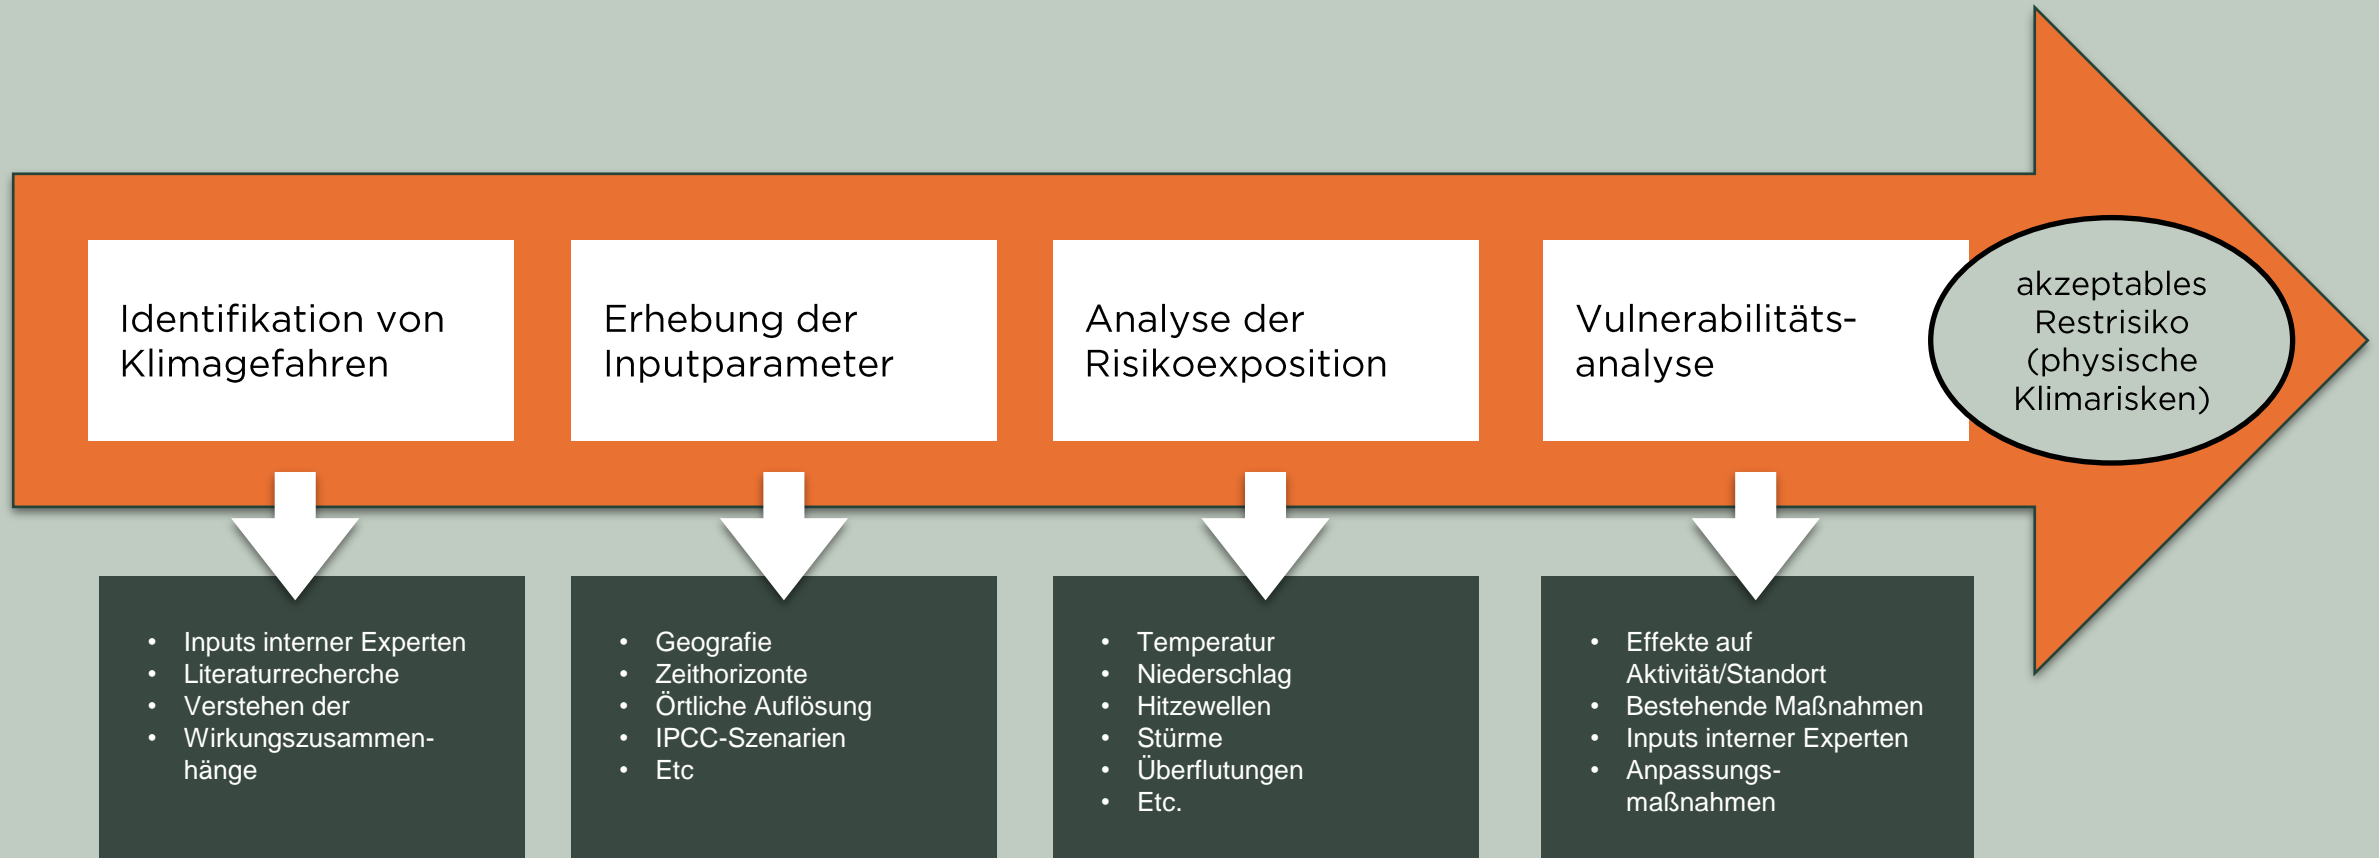 Identifikation von
Klimagefahren
Erhebung der
Inputparameter
Analyse der
Risikoexposition
Vulnerabilitäts-
analyse
akzeptables
Restrisiko
(physische
Klimarisken)
• Inputs interner Experten
• Literaturrecherche
• Verstehen der
• Wirkungszusammen-
hänge
• Geografie
• Zeithorizonte
• Örtliche Auflösung
• IPCC-Szenarien
• Etc
• Temperatur
• Niederschlag
• Hitzewellen
• Stürme
• Überflutungen
• Etc.
• Effekte auf
Aktivität/Standort
• Bestehende Maßnahmen
• Inputs interner Experten
• Anpassungs-
maßnahmen